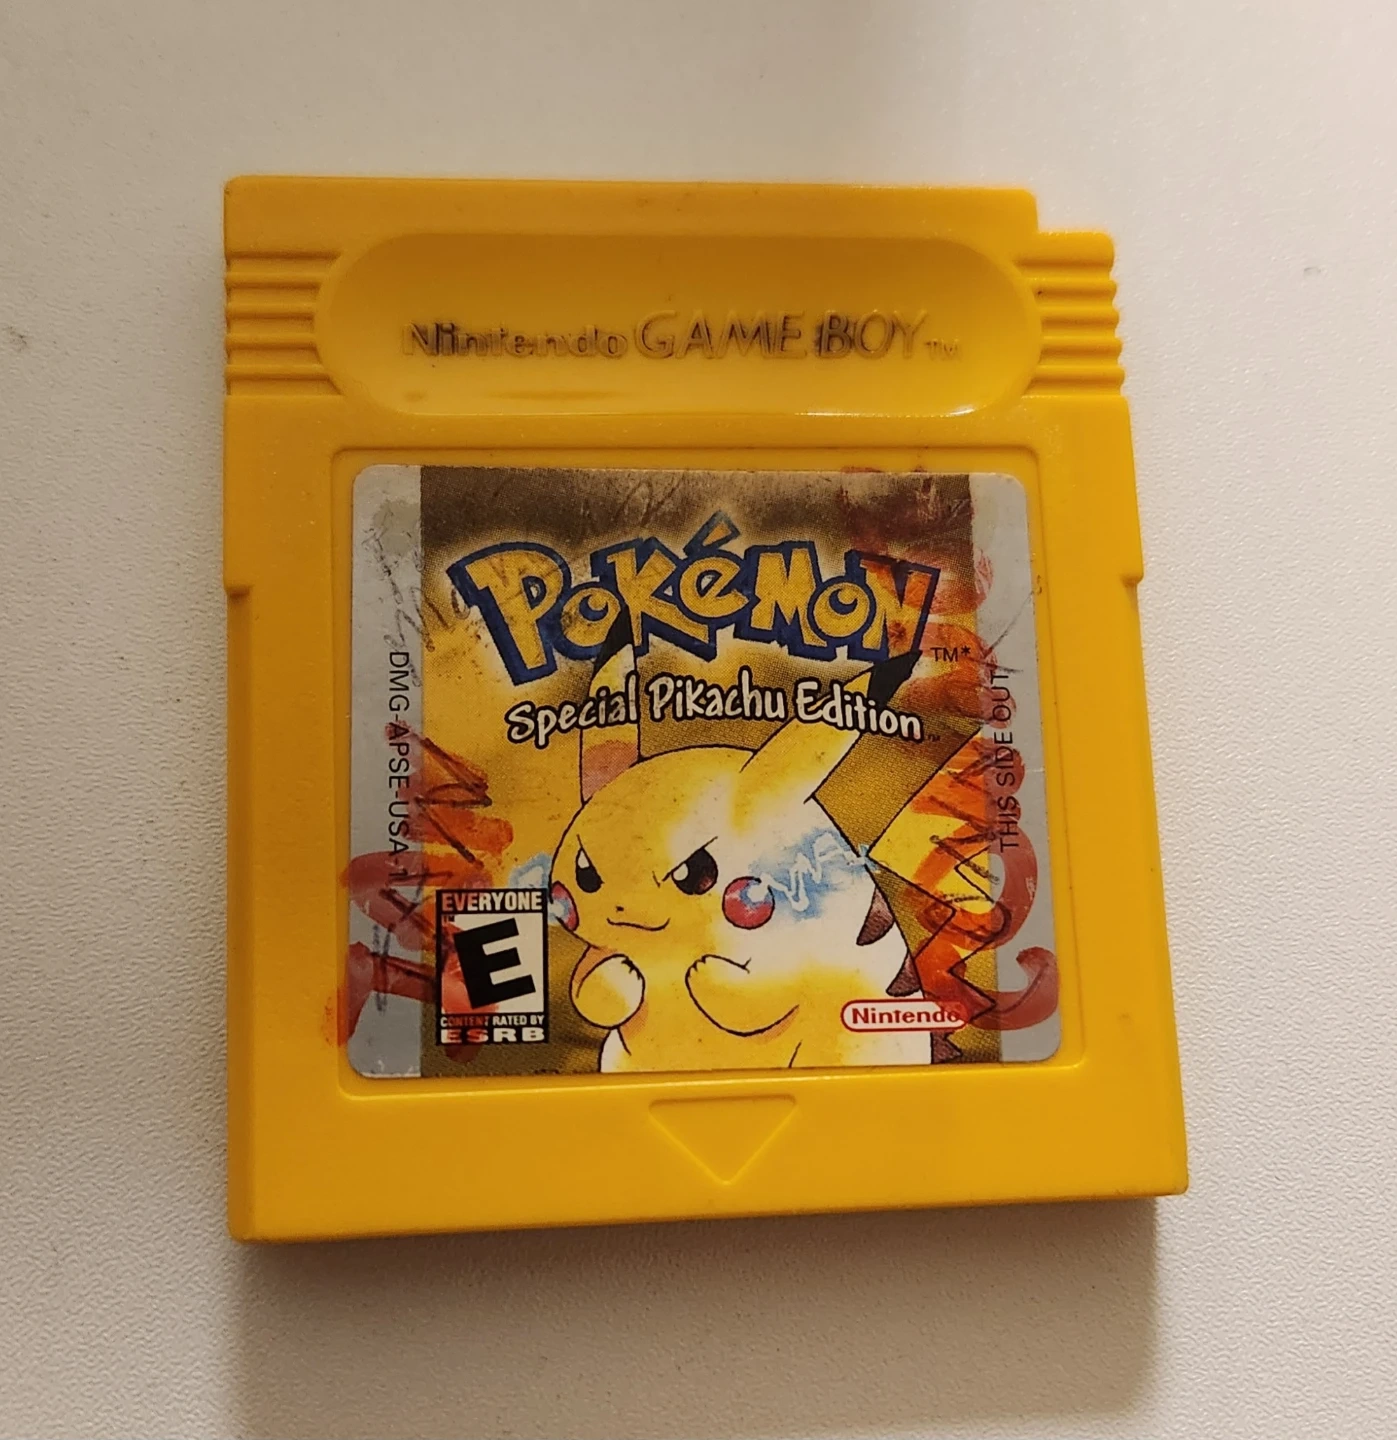 Nintendo GAME BOY TM
POKéMON TM*
Special Pikachu Edition TM
DMG-APSE-USA-1
THIS SIDE OUT
EVERYONE
E
CONTENT RATED BY
ESRB
Nintendo